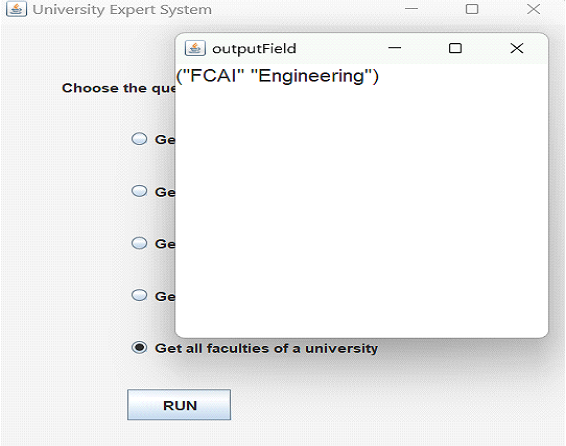 University Expert System
outputField
("FCAI" "Engineering")
Choose the que
Ge
Ge
Ge
Ge
Get all faculties of a university
RUN